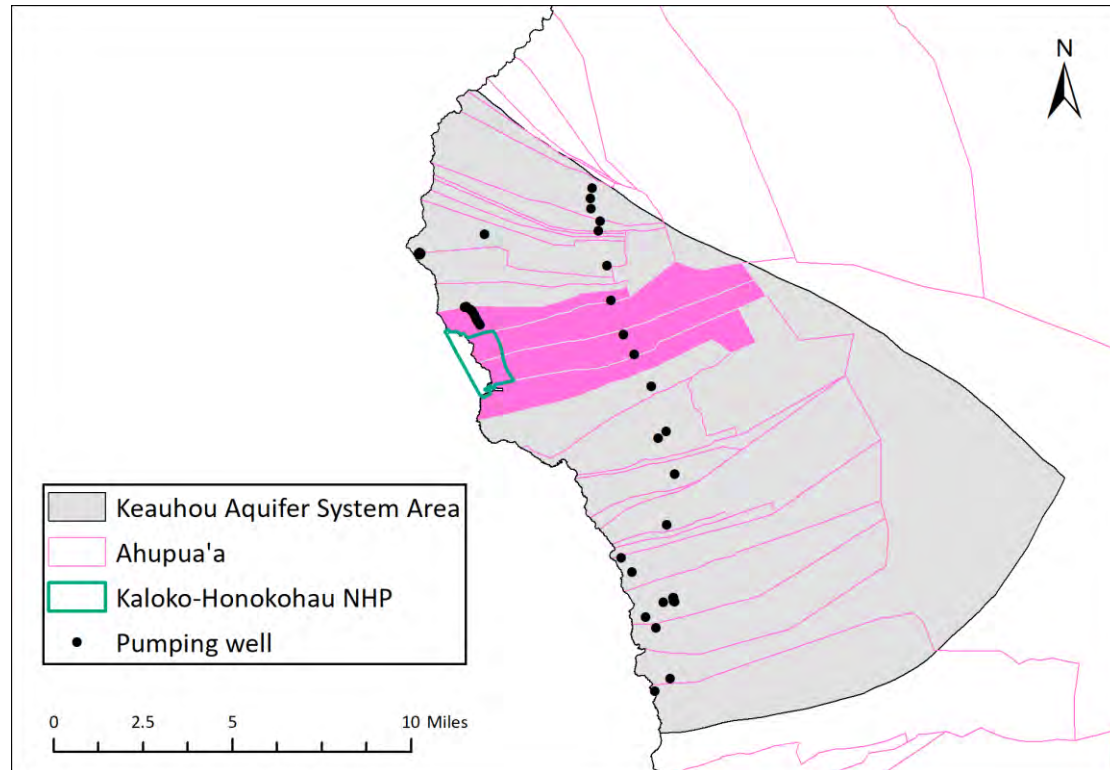 N
Keauhou Aquifer System Area
Ahupua'a
Kaloko-Honokohau NHP
Pumping well
0 2.5 5 10 Miles